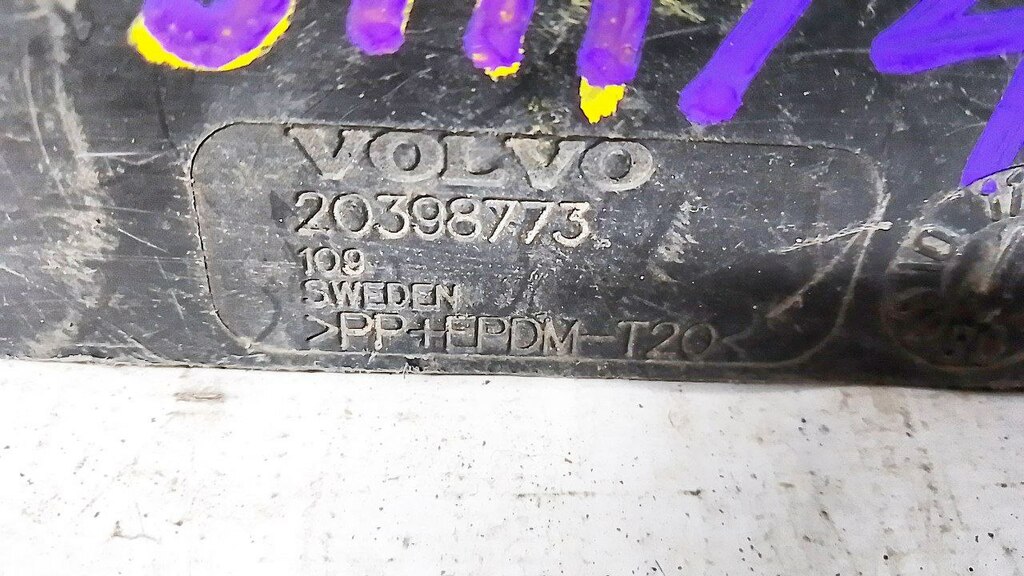 VOLVO
20398773
109
SWEDEN
>PP+EPDM-T20<